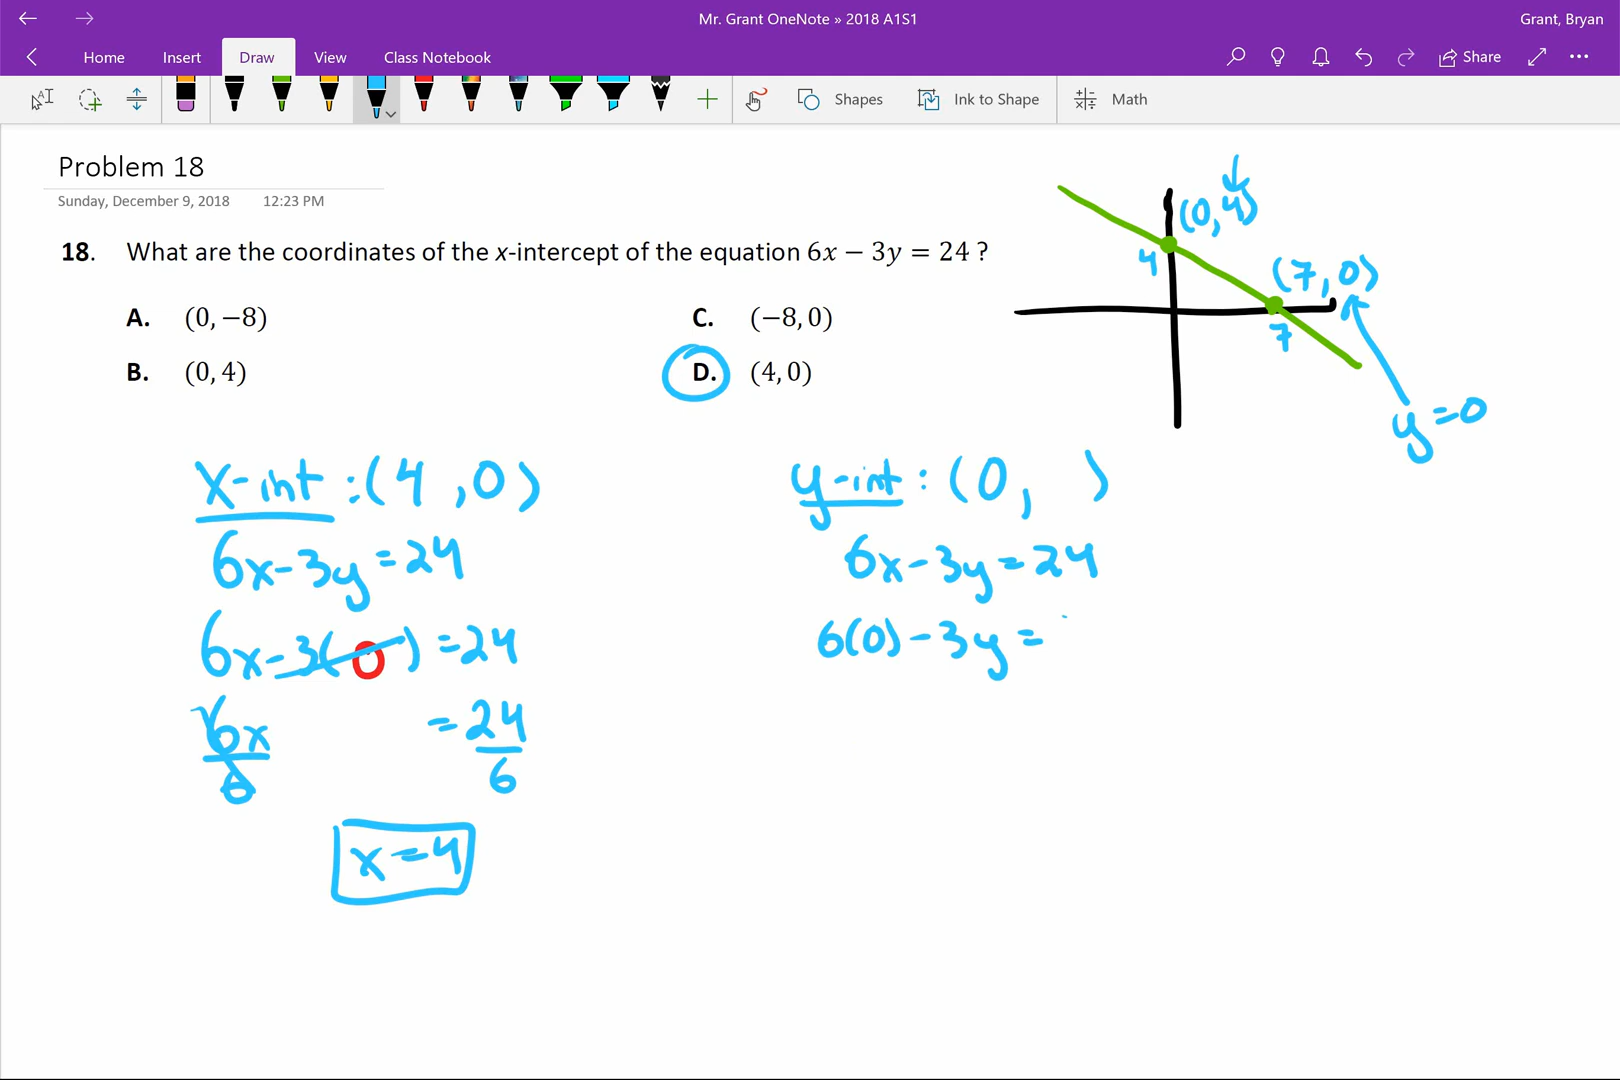 Mr. Grant OneNote » 2018 A1S1
Grant, Bryan
Home Insert Draw View Class Notebook
Share
Shapes Ink to Shape Math
Problem 18
Sunday, December 9, 2018 12:23 PM
18. What are the coordinates of the x-intercept of the equation 6x − 3y = 24 ?
A. (0, −8)
C. (−8, 0)
B. (0, 4)
D. (4, 0)
(0, 4)
4
(7, 0)
7
y = 0
x-int : (4 , 0)
6x - 3y = 24
6x - 3(0) = 24
6x = 24
6 6
x = 4
y-int : (0, )
6x - 3y = 24
6(0) - 3y =